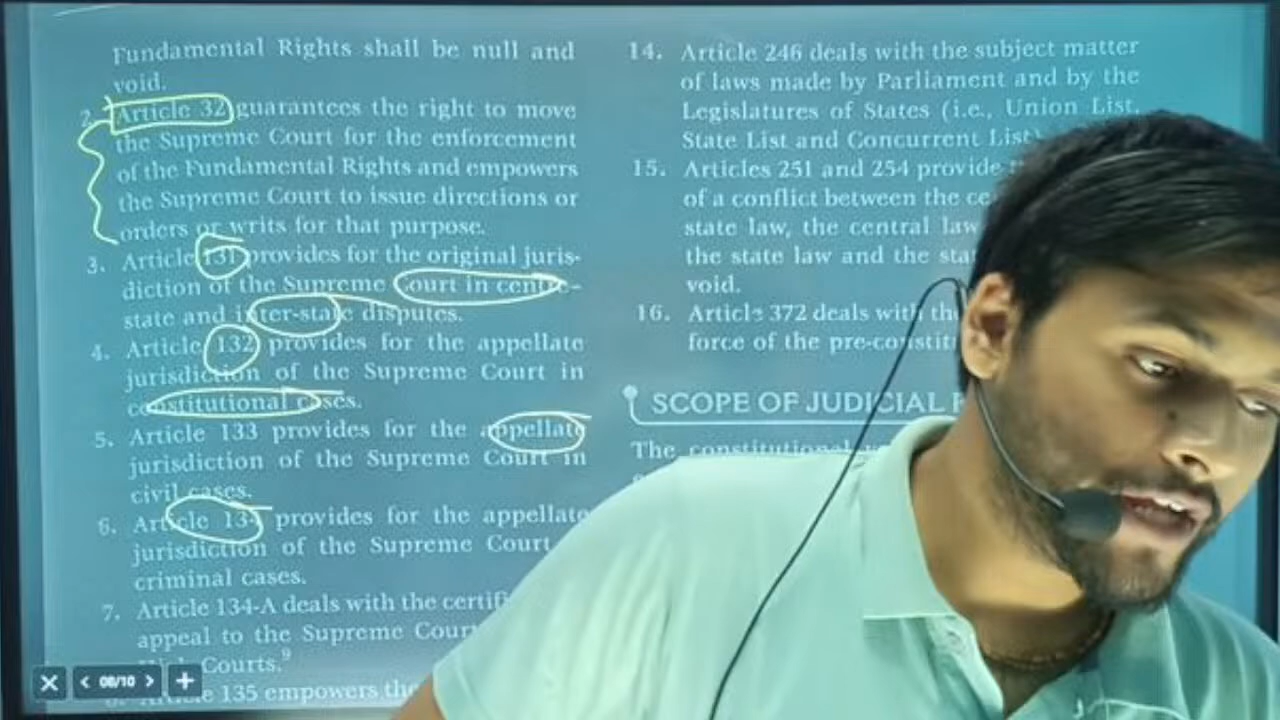 Fundamental Rights shall be null and
void.
2. Article 32 guarantees the right to move
the Supreme Court for the enforcement
of the Fundamental Rights and empowers
the Supreme Court to issue directions or
orders or writs for that purpose.
3. Article 131 provides for the original juris-
diction of the Supreme Court in centre-
state and inter-state disputes.
4. Article 132 provides for the appellate
jurisdiction of the Supreme Court in
constitutional cases.
5. Article 133 provides for the appellate
jurisdiction of the Supreme Court in
civil cases.
6. Article 134 provides for the appellate
jurisdiction of the Supreme Court
criminal cases.
7. Article 134-A deals with the
appeal to the Supreme Court
Courts.9
135 empowers the
08/10
14. Article 246 deals with the subject matter
of laws made by Parliament and by the
Legislatures of States (i.e., Union List,
State List and Concurrent List)
15. Articles 251 and 254 provide
of a conflict between the
state law, the central law
the state law and the
void.
16. Article 372 deals with the
force of the
SCOPE OF JUDICIAL
The constitutional